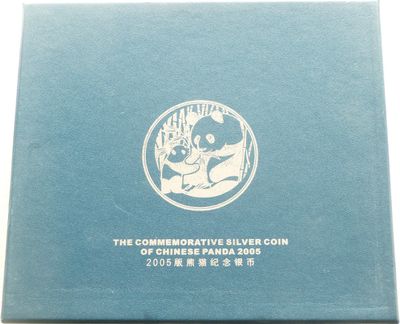 THE COMMEMORATIVE SILVER COIN
OF CHINESE PANDA 2005
2005版熊猫纪念银币